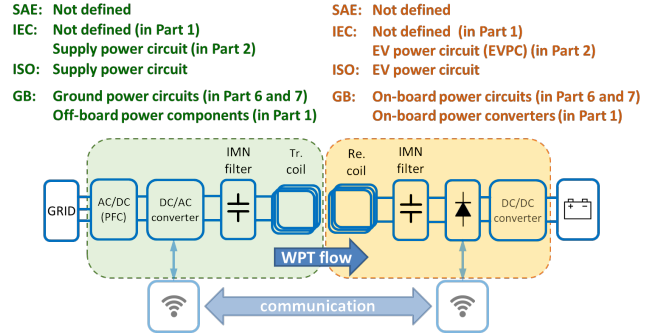 SAE: Not defined
IEC: Not defined (in Part 1)
Supply power circuit (in Part 2)
ISO: Supply power circuit
GB: Ground power circuits (in Part 6 and 7)
Off-board power components (in Part 1)
SAE: Not defined
IEC: Not defined (in Part 1)
EV power circuit (EVPC) (in Part 2)
ISO: EV power circuit
GB: On-board power circuits (in Part 6 and 7)
On-board power converters (in Part 1)
IMN
filter
Tr.
coil
Re.
coil
IMN
filter
GRID
AC/DC
(PFC)
DC/AC
converter
DC/DC
converter
WPT flow
communication